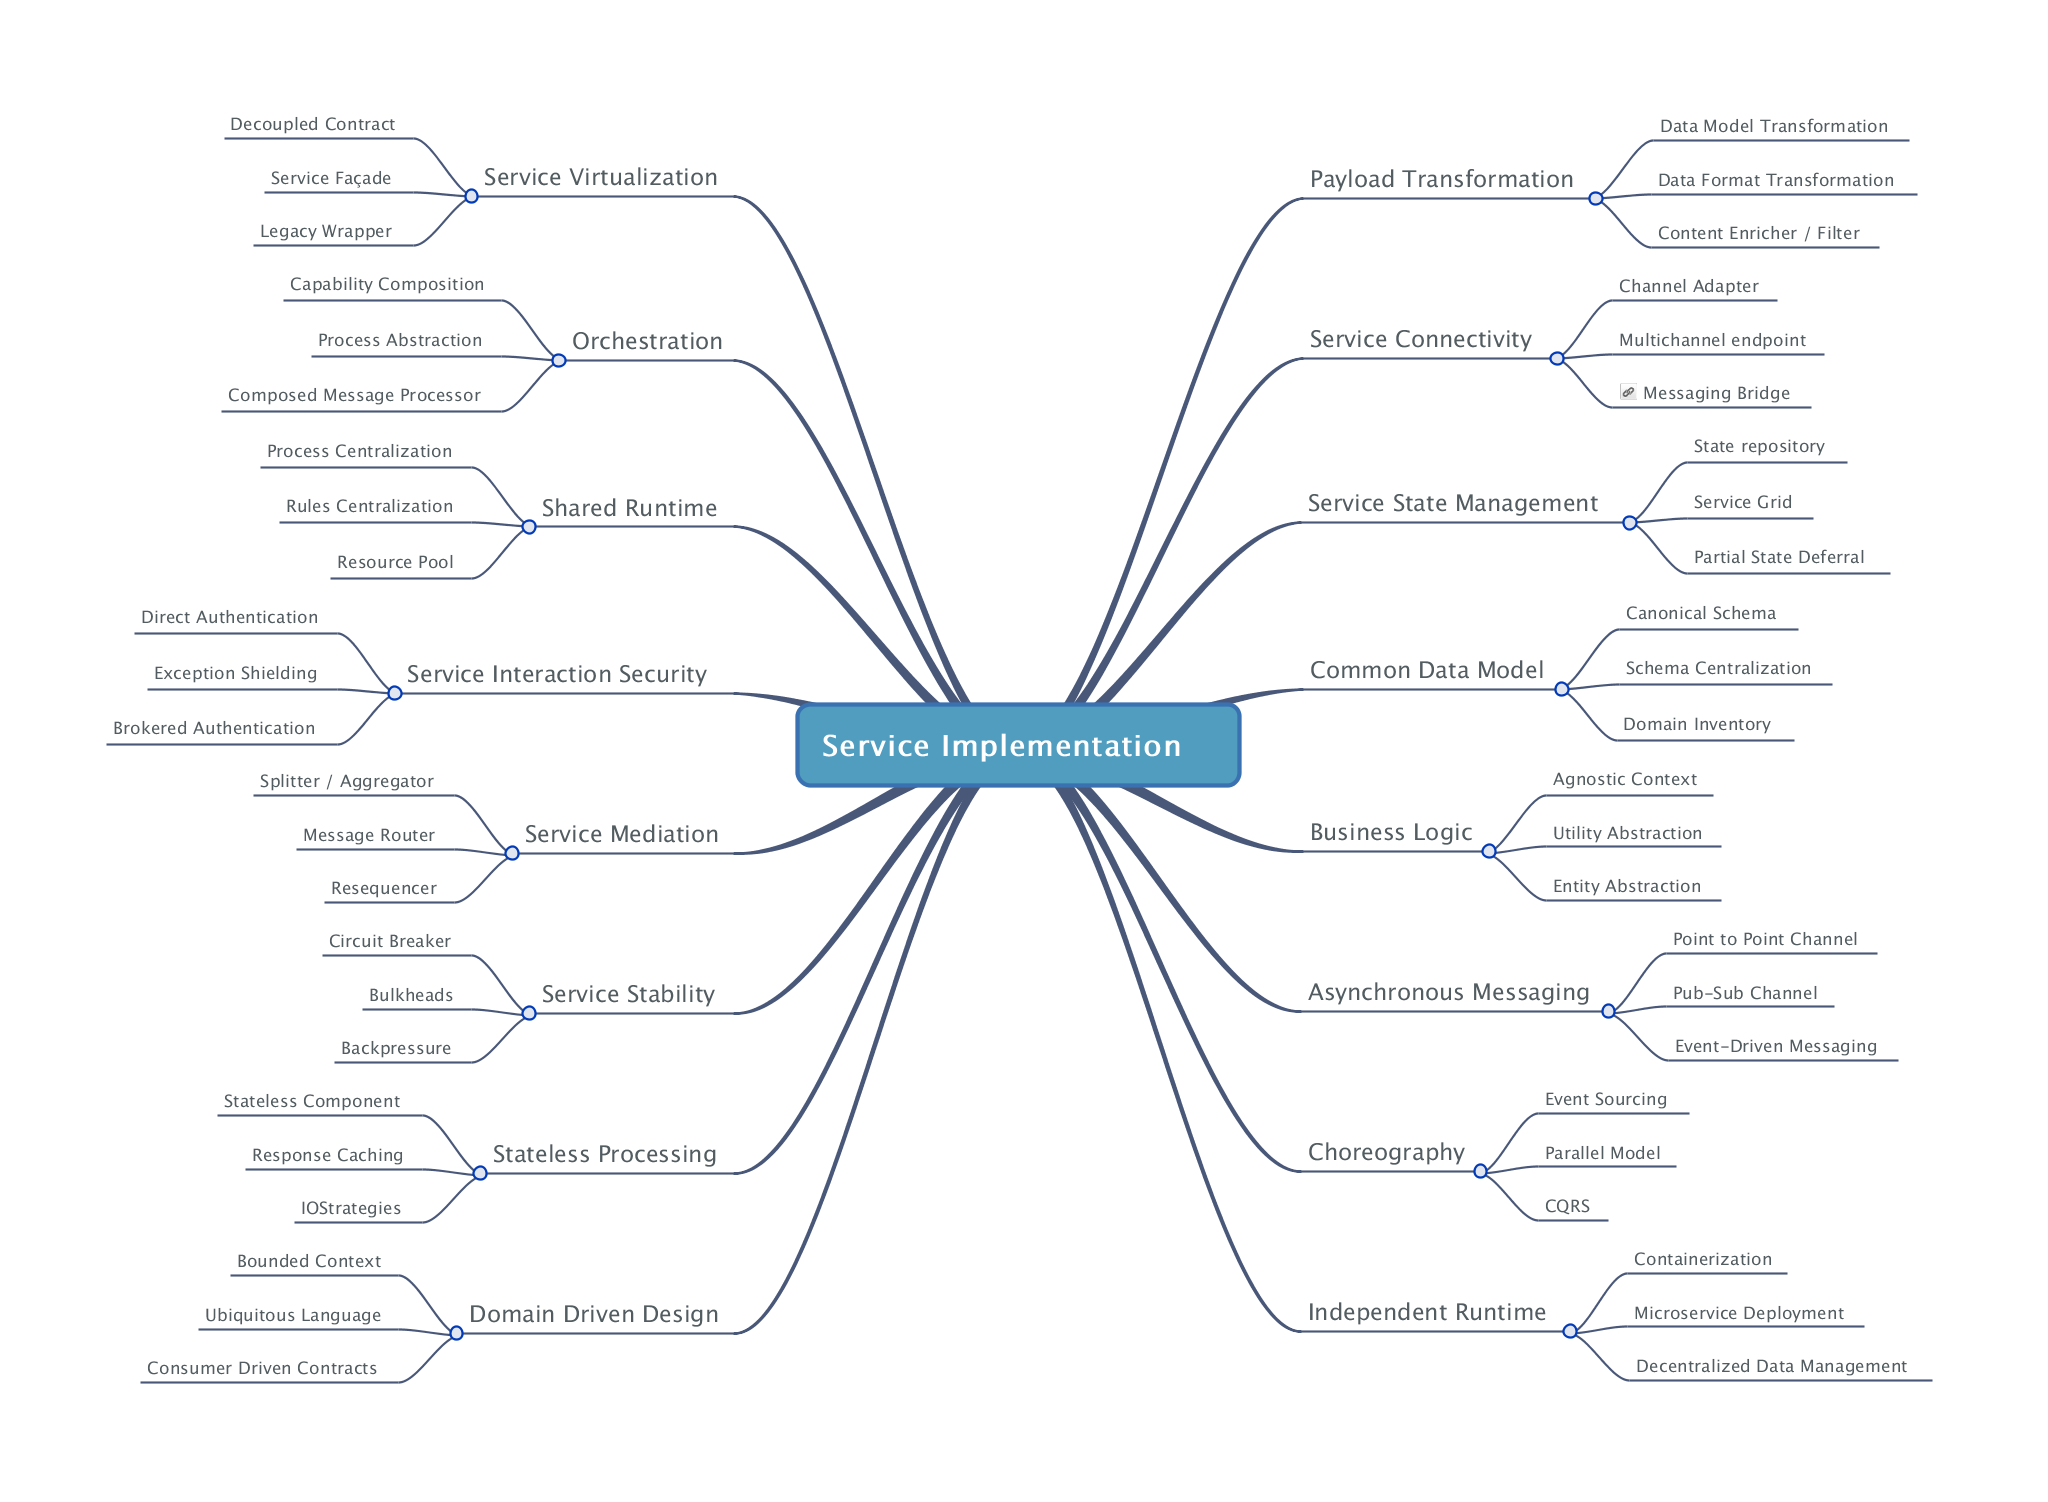 Decoupled Contract
Service Façade
Legacy Wrapper
Service Virtualization
Capability Composition
Process Abstraction
Composed Message Processor
Orchestration
Process Centralization
Rules Centralization
Resource Pool
Shared Runtime
Direct Authentication
Exception Shielding
Brokered Authentication
Service Interaction Security
Splitter / Aggregator
Message Router
Resequencer
Service Mediation
Circuit Breaker
Bulkheads
Backpressure
Service Stability
Stateless Component
Response Caching
IOStrategies
Stateless Processing
Bounded Context
Ubiquitous Language
Consumer Driven Contracts
Domain Driven Design
Service Implementation
Payload Transformation
Data Model Transformation
Data Format Transformation
Content Enricher / Filter
Service Connectivity
Channel Adapter
Multichannel endpoint
Messaging Bridge
Service State Management
State repository
Service Grid
Partial State Deferral
Common Data Model
Canonical Schema
Schema Centralization
Domain Inventory
Business Logic
Agnostic Context
Utility Abstraction
Entity Abstraction
Asynchronous Messaging
Point to Point Channel
Pub-Sub Channel
Event-Driven Messaging
Choreography
Event Sourcing
Parallel Model
CQRS
Independent Runtime
Containerization
Microservice Deployment
Decentralized Data Management